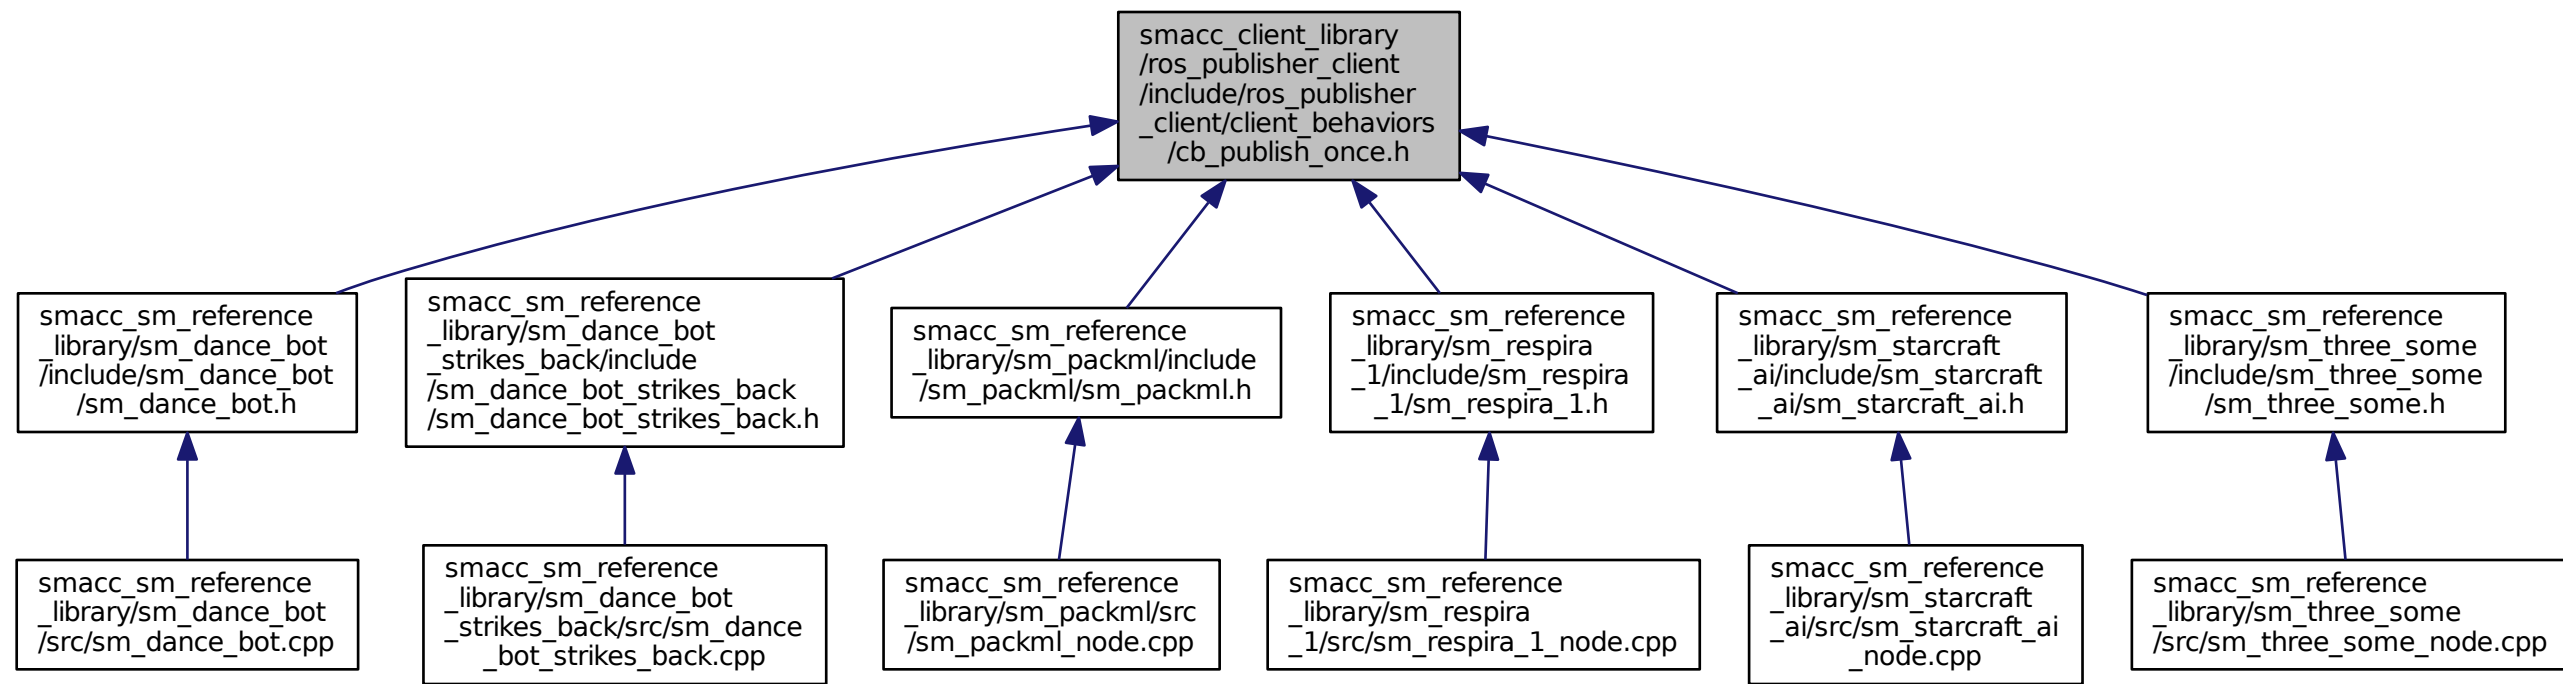 smacc_client_library
/ros_publisher_client
/include/ros_publisher
_client/client_behaviors
/cb_publish_once.h
smacc_sm_reference
_library/sm_dance_bot
/include/sm_dance_bot
/sm_dance_bot.h
smacc_sm_reference
_library/sm_dance_bot
_strikes_back/include
/sm_dance_bot_strikes_back
/sm_dance_bot_strikes_back.h
smacc_sm_reference
_library/sm_packml/include
/sm_packml/sm_packml.h
smacc_sm_reference
_library/sm_respira
_1/include/sm_respira
_1/sm_respira_1.h
smacc_sm_reference
_library/sm_starcraft
_ai/include/sm_starcraft
_ai/sm_starcraft_ai.h
smacc_sm_reference
_library/sm_three_some
/include/sm_three_some
/sm_three_some.h
smacc_sm_reference
_library/sm_dance_bot
/src/sm_dance_bot.cpp
smacc_sm_reference
_library/sm_dance_bot
_strikes_back/src/sm_dance
_bot_strikes_back.cpp
smacc_sm_reference
_library/sm_packml/src
/sm_packml_node.cpp
smacc_sm_reference
_library/sm_respira
_1/src/sm_respira_1_node.cpp
smacc_sm_reference
_library/sm_starcraft
_ai/src/sm_starcraft_ai
_node.cpp
smacc_sm_reference
_library/sm_three_some
/src/sm_three_some_node.cpp